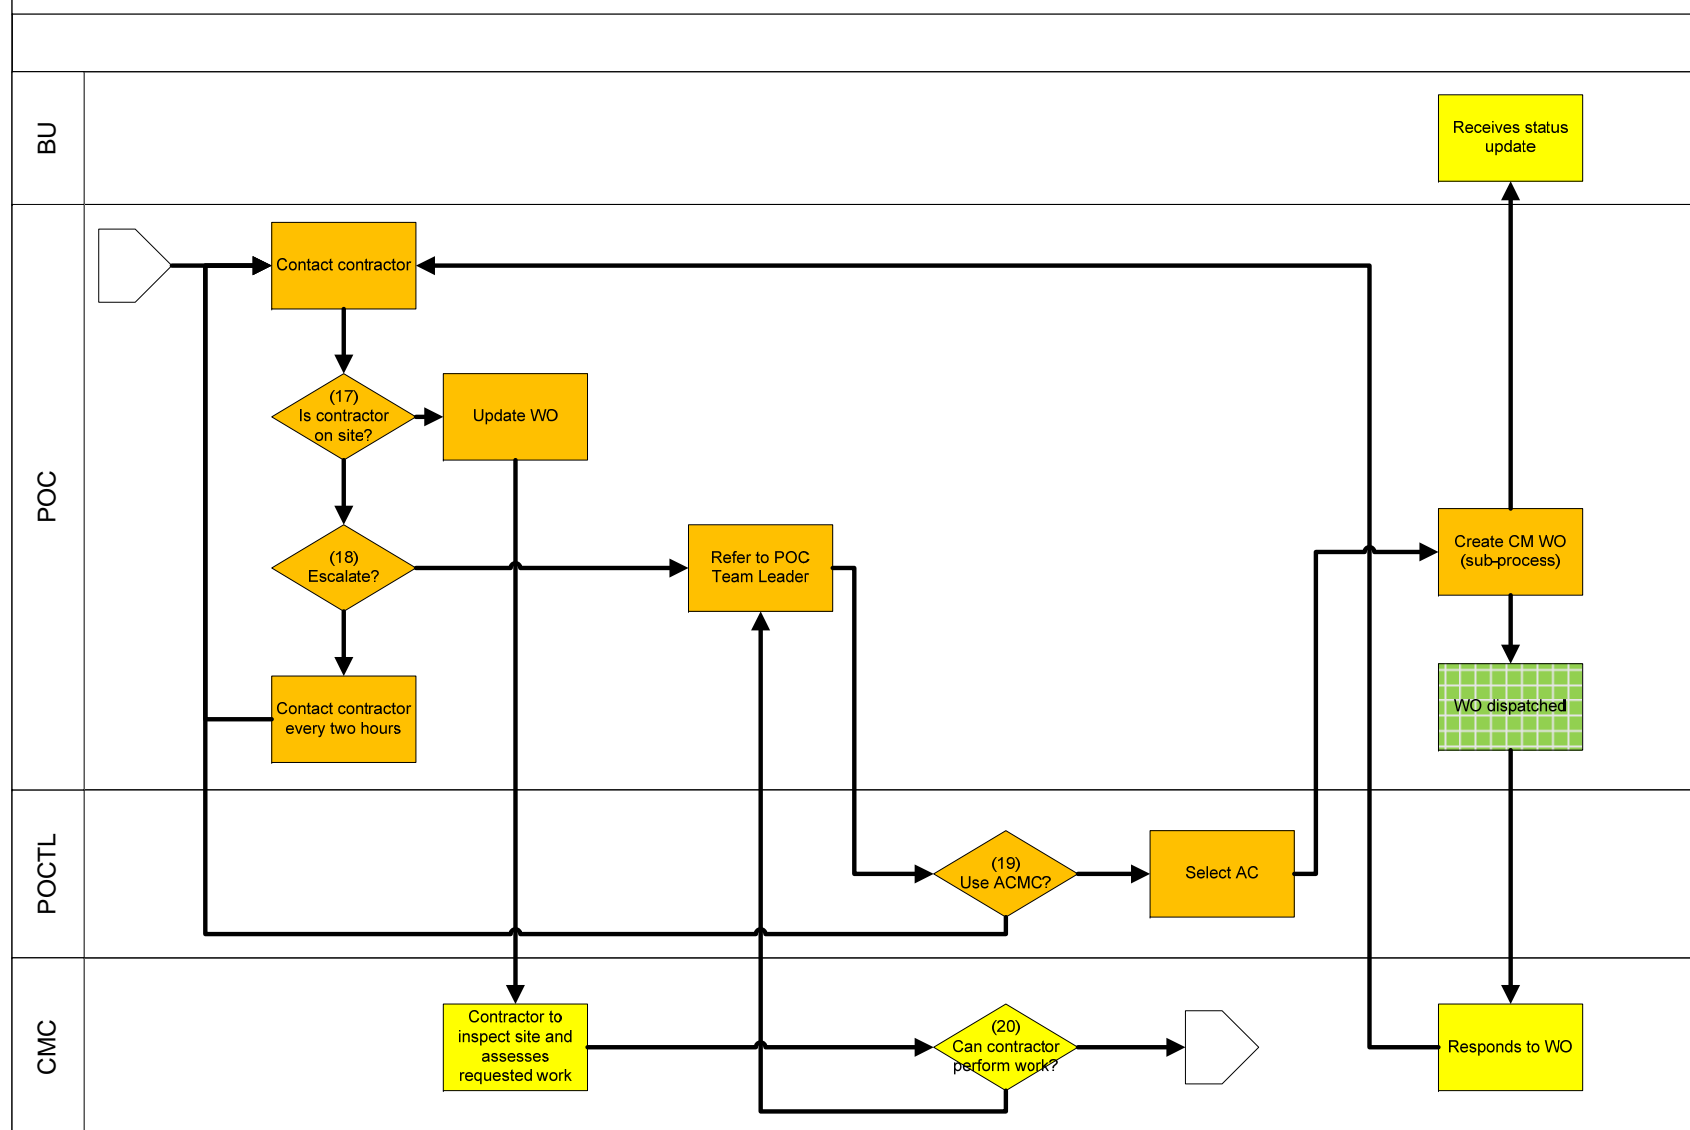 BU
Receives status
update
POC
Contact contractor
(17)
Is contractor
on site?
Update WO
(18)
Escalate?
Refer to POC
Team Leader
Create CM WO
(sub-process)
Contact contractor
every two hours
WO dispatched
POCTL
(19)
Use ACMC?
Select AC
CMC
Contractor to
inspect site and
assesses
requested work
(20)
Can contractor
perform work?
Responds to WO